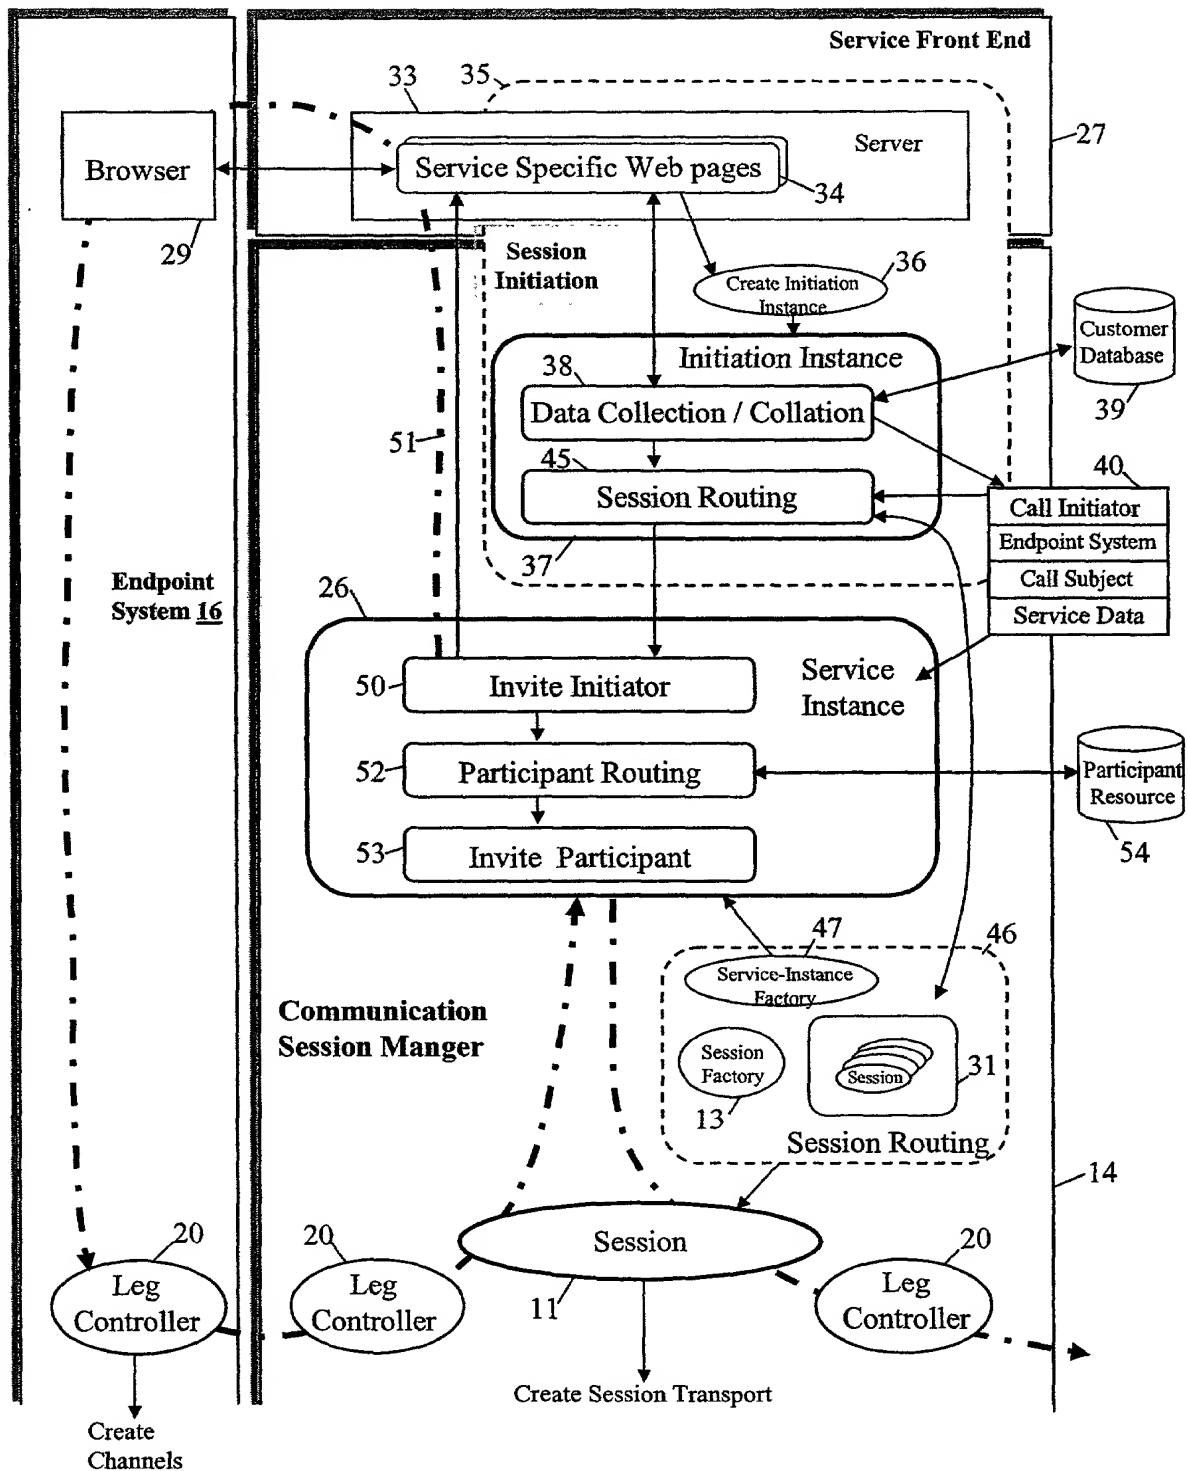 Service Front End
33
35
27
Server
Browser
Service Specific Web pages
34
29
Session
Initiation
36
Create Initiation
Instance
Customer
Database
39
Initiation Instance
38
Data Collection / Collation
51
45
Session Routing
37
40
Call Initiator
Endpoint System
Call Subject
Service Data
Endpoint
System 16
26
Service
Instance
50
Invite Initiator
52
Participant Routing
Participant
Resource
54
53
Invite Participant
47
46
Service-Instance
Factory
Communication
Session Manger
Session
Factory
13
Session
31
Session Routing
14
20
Leg
Controller
20
Leg
Controller
Session
11
20
Leg
Controller
Create Session Transport
Create
Channels